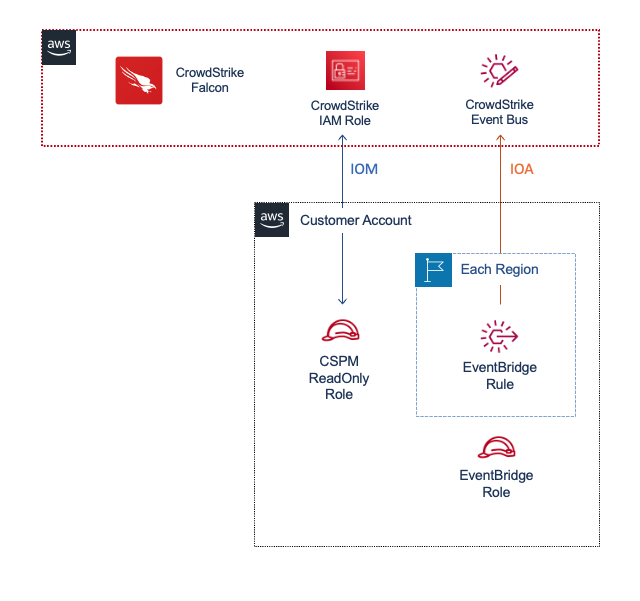 aws
CrowdStrike
Falcon
CrowdStrike
IAM Role
CrowdStrike
Event Bus
IOM
IOA
aws
Customer Account
Each Region
CSPM
ReadOnly
Role
EventBridge
Rule
EventBridge
Role